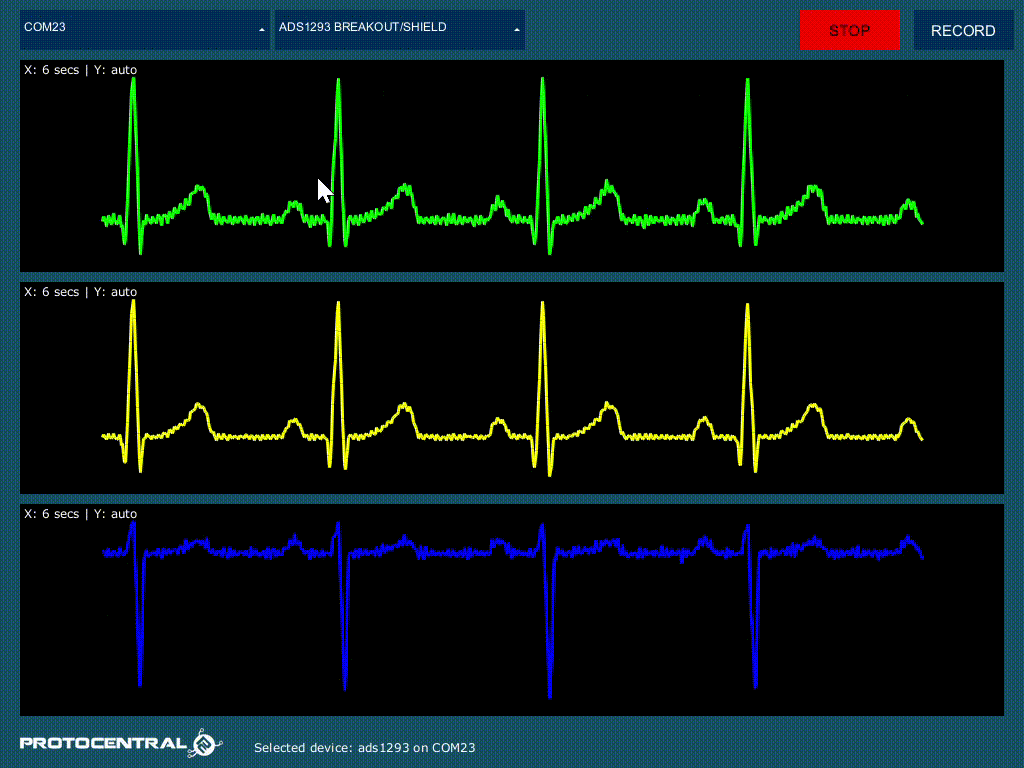 COM23
ADS1293 BREAKOUT/SHIELD
STOP
RECORD
X: 6 secs | Y: auto
X: 6 secs | Y: auto
X: 6 secs | Y: auto
PROTOCENTRAL
Selected device: ads1293 on COM23